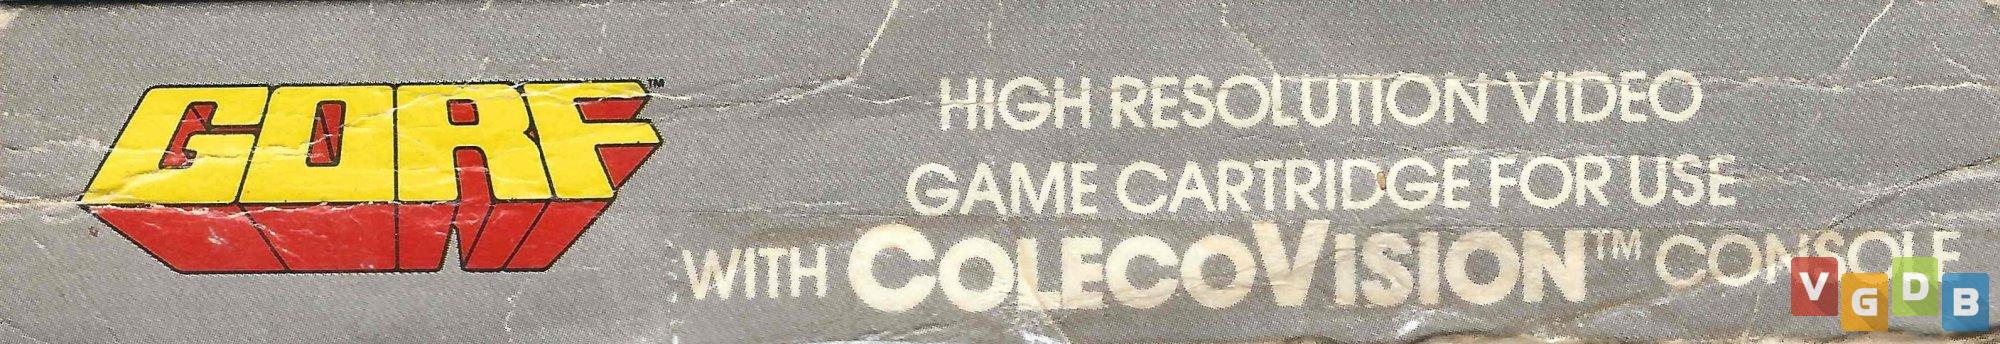 GORF™
HIGH RESOLUTION VIDEO
GAME CARTRIDGE FOR USE
WITH COLECOVISION™ CONSOLE
VGDB